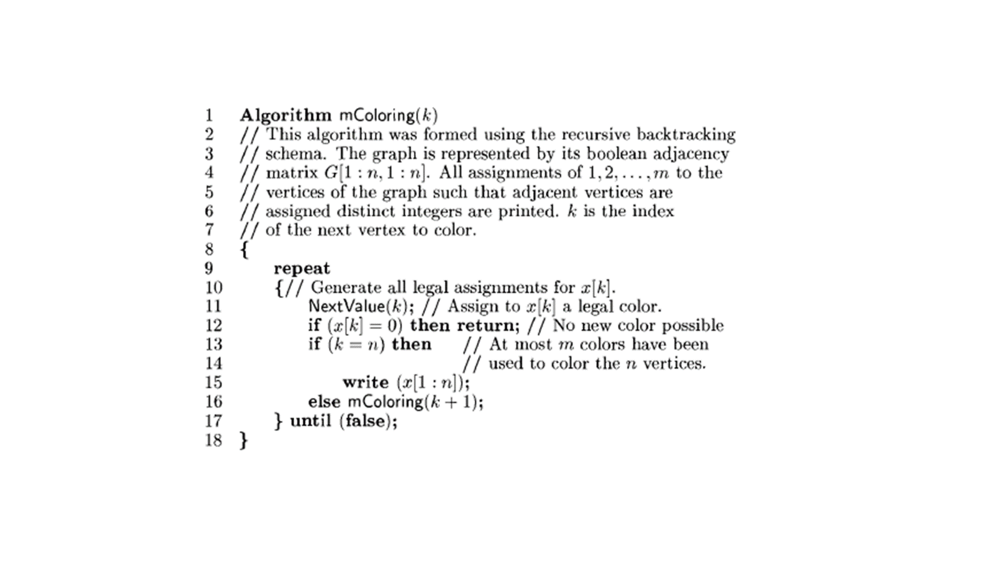 1 Algorithm mColoring(k)
2 // This algorithm was formed using the recursive backtracking
3 // schema. The graph is represented by its boolean adjacency
4 // matrix G[1 : n, 1 : n]. All assignments of 1, 2, . . . , m to the
5 // vertices of the graph such that adjacent vertices are
6 // assigned distinct integers are printed. k is the index
7 // of the next vertex to color.
8 {
9 repeat
10 {// Generate all legal assignments for x[k].
11 NextValue(k); // Assign to x[k] a legal color.
12 if (x[k] = 0) then return; // No new color possible
13 if (k = n) then // At most m colors have been
14 // used to color the n vertices.
15 write (x[1 : n]);
16 else mColoring(k + 1);
17 } until (false);
18 }